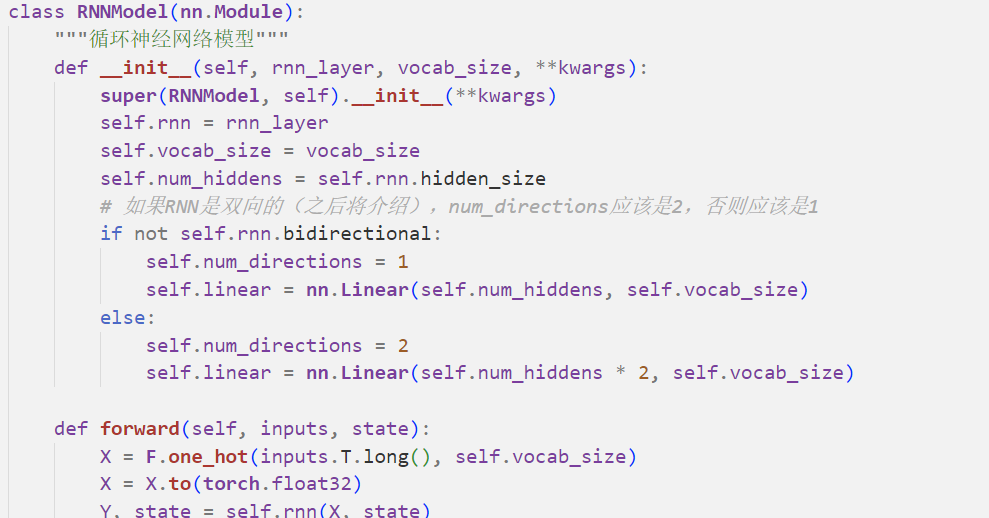 class RNNModel(nn.Module):
    """循环神经网络模型"""
    def __init__(self, rnn_layer, vocab_size, **kwargs):
        super(RNNModel, self).__init__(**kwargs)
        self.rnn = rnn_layer
        self.vocab_size = vocab_size
        self.num_hiddens = self.rnn.hidden_size
        # 如果RNN是双向的（之后将介绍），num_directions应该是2，否则应该是1
        if not self.rnn.bidirectional:
            self.num_directions = 1
            self.linear = nn.Linear(self.num_hiddens, self.vocab_size)
        else:
            self.num_directions = 2
            self.linear = nn.Linear(self.num_hiddens * 2, self.vocab_size)
    def forward(self, inputs, state):
        X = F.one_hot(inputs.T.long(), self.vocab_size)
        X = X.to(torch.float32)
        Y, state = self.rnn(X, state)